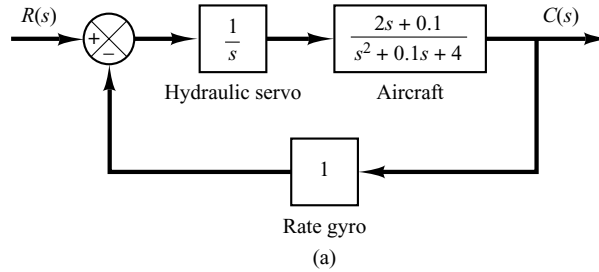 R(s)
C(s)
+
−
1
s
2s + 0.1
s² + 0.1s + 4
Hydraulic servo
Aircraft
1
Rate gyro
(a)